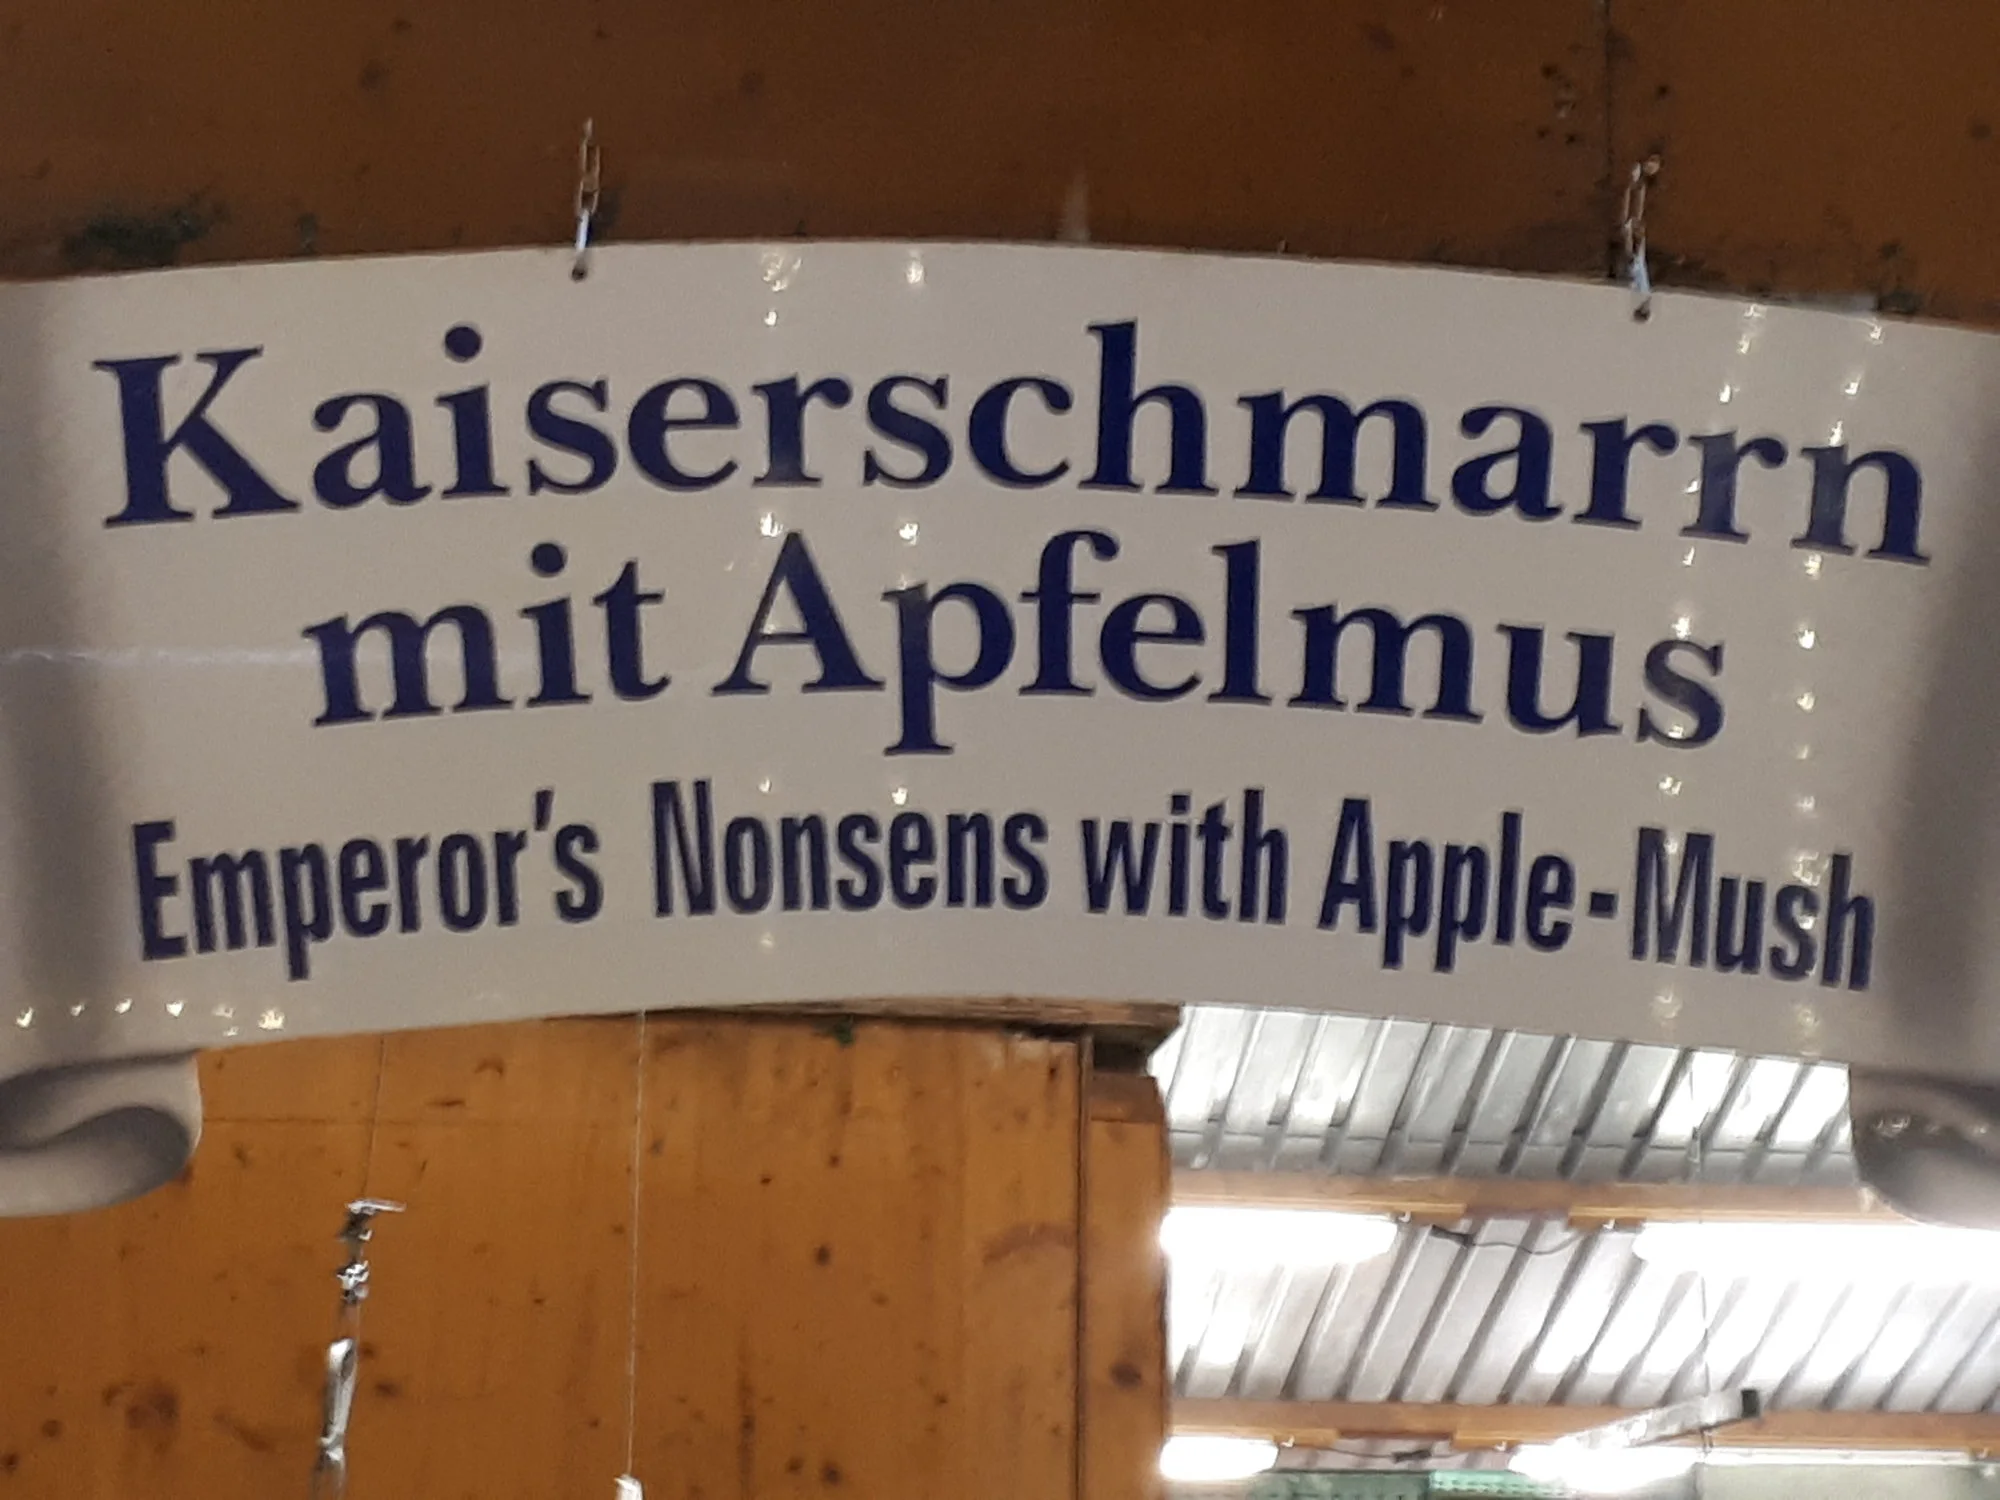 Kaiserschmarrn
mit Apfelmus
Emperor's Nonsens with Apple-Mush